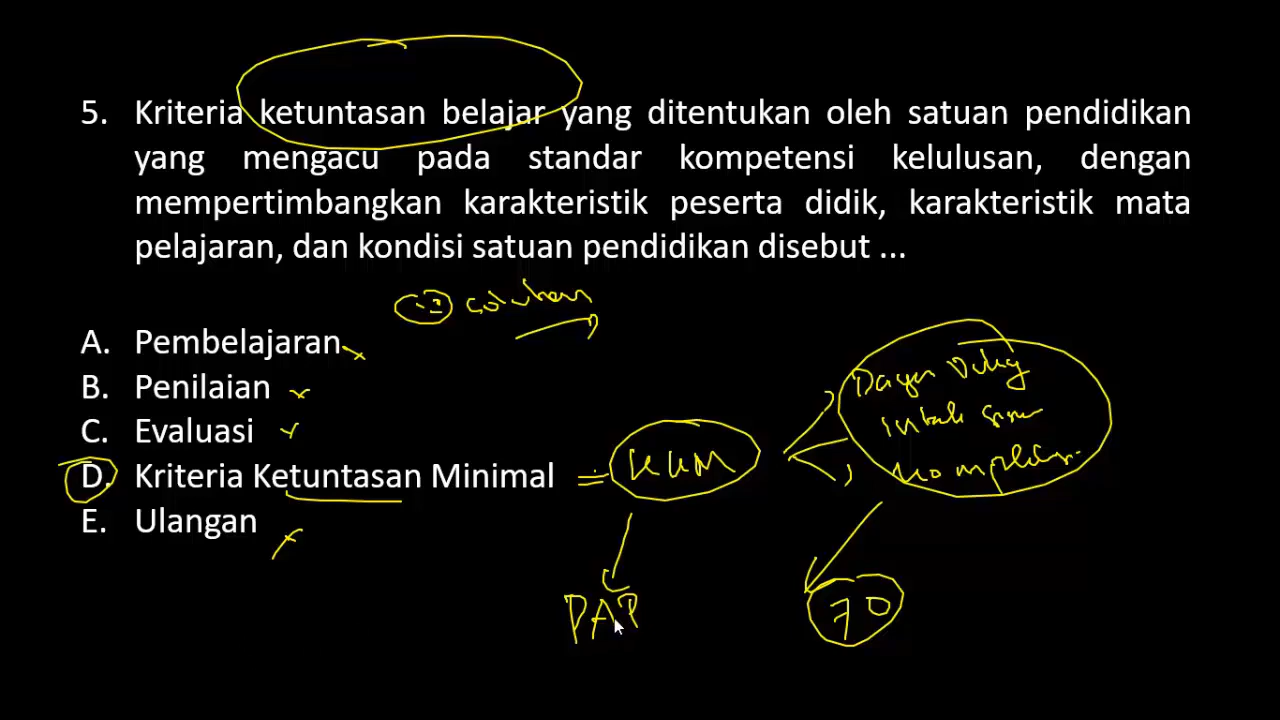 5. Kriteria ketuntasan belajar yang ditentukan oleh satuan pendidikan
yang mengacu pada standar kompetensi kelulusan, dengan
mempertimbangkan karakteristik peserta didik, karakteristik mata
pelajaran, dan kondisi satuan pendidikan disebut ...
A. Pembelajaran
B. Penilaian
C. Evaluasi
D. Kriteria Ketuntasan Minimal = KKM
E. Ulangan
Daya
PAP
70